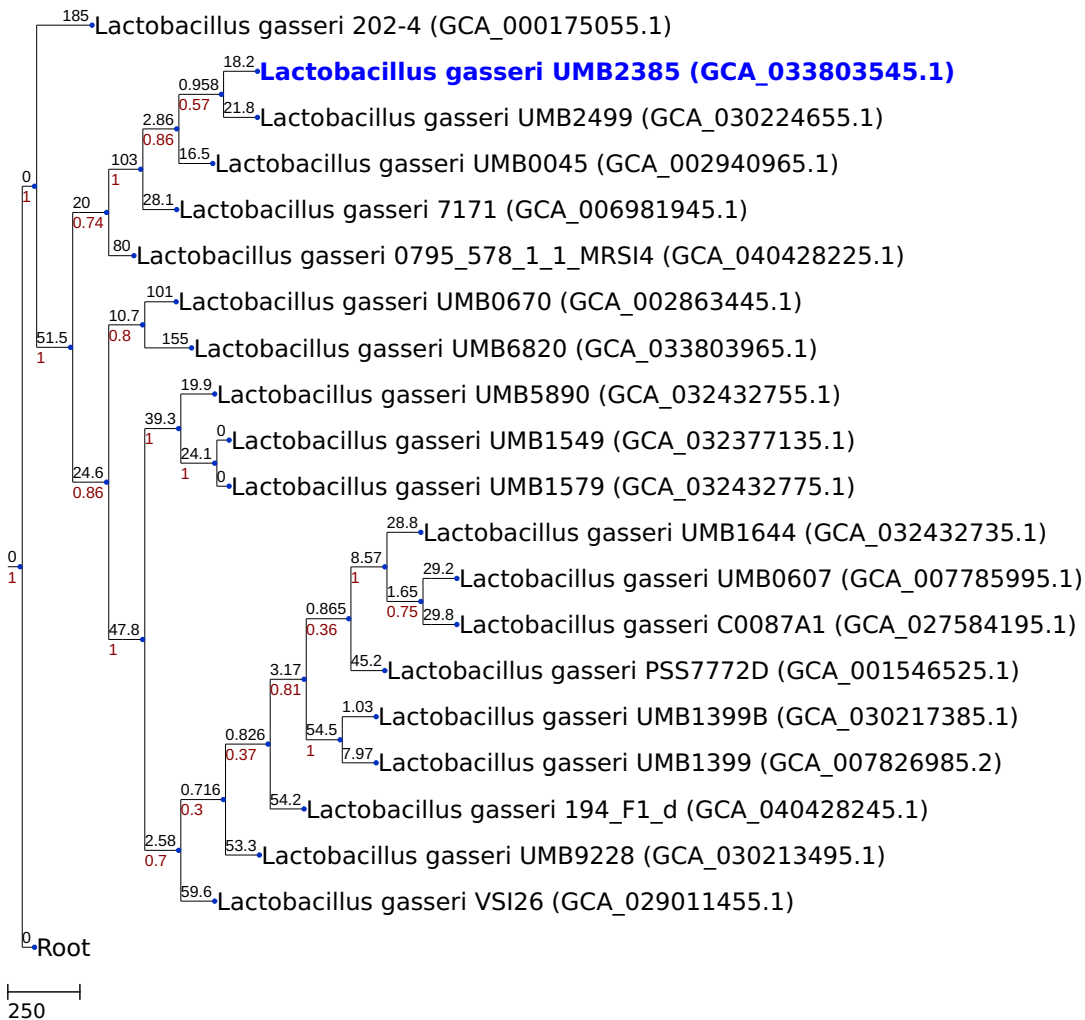 185 Lactobacillus gasseri 202-4 (GCA_000175055.1)
18.2 Lactobacillus gasseri UMB2385 (GCA_033803545.1)
0.958
0.57
21.8 Lactobacillus gasseri UMB2499 (GCA_030224655.1)
2.86
0.86
16.5 Lactobacillus gasseri UMB0045 (GCA_002940965.1)
103
1
28.1 Lactobacillus gasseri 7171 (GCA_006981945.1)
0
1
20
0.74
80 Lactobacillus gasseri 0795_578_1_1_MRSI4 (GCA_040428225.1)
101 Lactobacillus gasseri UMB0670 (GCA_002863445.1)
10.7
0.8
155 Lactobacillus gasseri UMB6820 (GCA_033803965.1)
51.5
1
19.9 Lactobacillus gasseri UMB5890 (GCA_032432755.1)
39.3
1
0 Lactobacillus gasseri UMB1549 (GCA_032377135.1)
24.1
1
0 Lactobacillus gasseri UMB1579 (GCA_032432775.1)
24.6
0.86
28.8 Lactobacillus gasseri UMB1644 (GCA_032432735.1)
0
1
8.57
1
29.2 Lactobacillus gasseri UMB0607 (GCA_007785995.1)
1.65
0.75
29.8 Lactobacillus gasseri C0087A1 (GCA_027584195.1)
0.865
0.36
47.8
1
45.2 Lactobacillus gasseri PSS7772D (GCA_001546525.1)
3.17
0.81
1.03 Lactobacillus gasseri UMB1399B (GCA_030217385.1)
54.5
1
0.826
0.37
7.97 Lactobacillus gasseri UMB1399 (GCA_007826985.2)
0.716
0.3
54.2 Lactobacillus gasseri 194_F1_d (GCA_040428245.1)
2.58
0.7
53.3 Lactobacillus gasseri UMB9228 (GCA_030213495.1)
59.6 Lactobacillus gasseri VSI26 (GCA_029011455.1)
0 Root
250